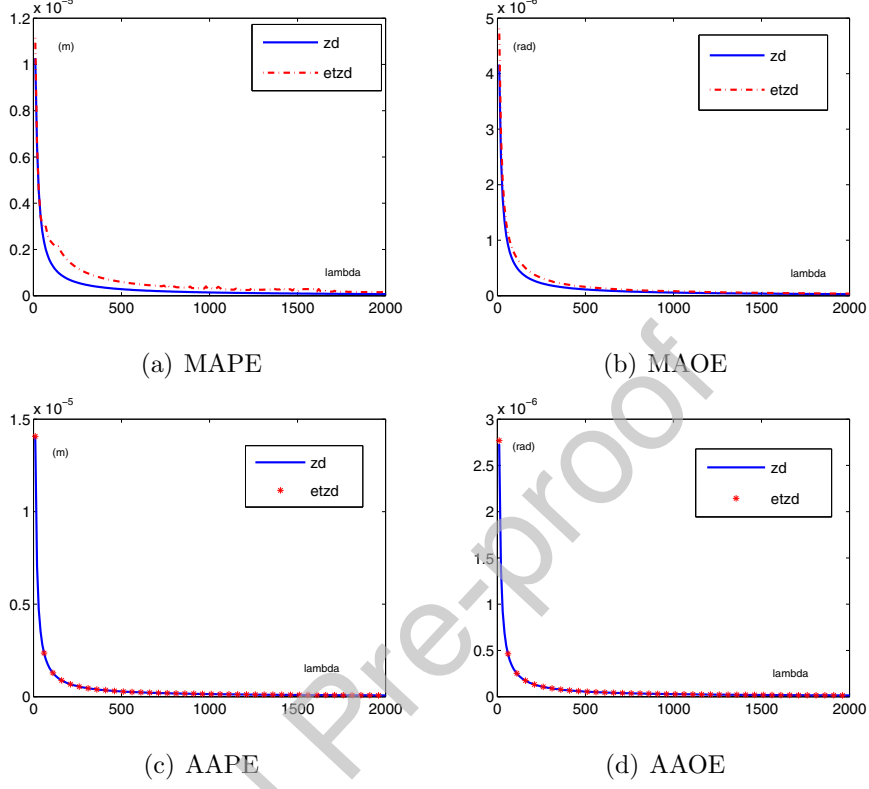 x 10^-5
1.2
1
0.8
0.6
0.4
0.2
0
(m)
zd
etzd
lambda
0 500 1000 1500 2000
(a) MAPE
x 10^-6
5
4
3
2
1
0
(rad)
zd
etzd
lambda
0 500 1000 1500 2000
(b) MAOE
x 10^-5
1.5
1
0.5
0
(m)
zd
etzd
lambda
0 500 1000 1500 2000
(c) AAPE
x 10^-6
3
2.5
2
1.5
1
0.5
0
(rad)
zd
etzd
lambda
0 500 1000 1500 2000
(d) AAOE
Pre-proof